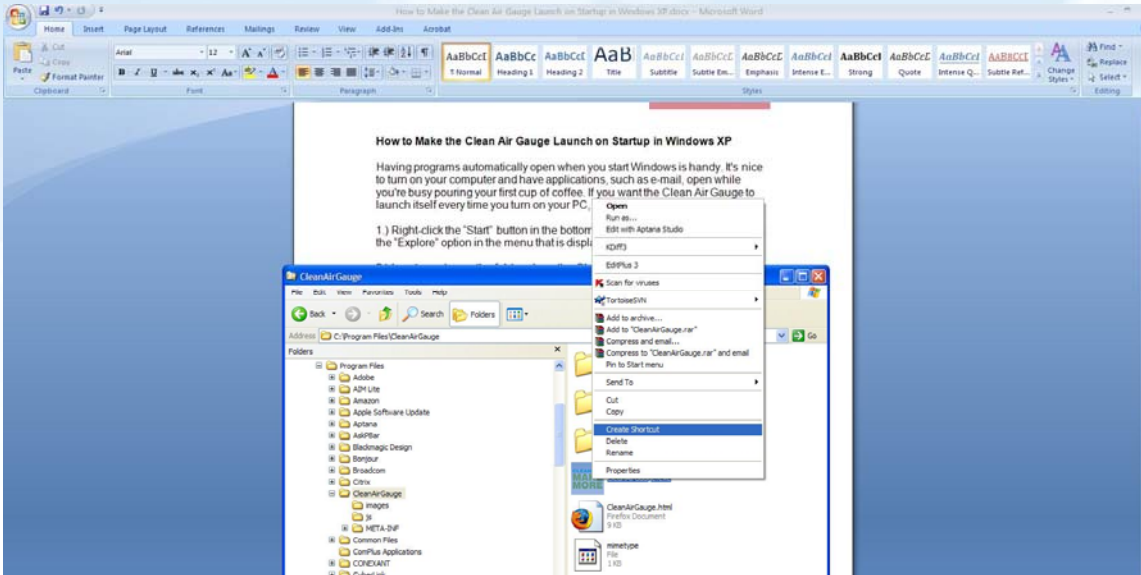 How to Make the Clean Air Gauge Launch on Startup in Windows XP.docx - Microsoft Word
Home Insert Page Layout References Mailings Review View Add-Ins Acrobat
Cut
Copy
Format Painter
Paste
Arial 12
AaBbCcI AaBbCc AaBbCcI AaB AaBbCcI AaBbCcL AaBbCcL AaBbCcI AaBbCcI AaBbCcL AaBbCcI AABBCCI
¶ Normal Heading 1 Heading 2 Title Subtitle Subtle Em... Emphasis Intense E... Strong Quote Intense Q... Subtle Ref...
Change Styles
Find
Replace
Select
Clipboard Font Paragraph Styles Editing
How to Make the Clean Air Gauge Launch on Startup in Windows XP
Having programs automatically open when you start Windows is handy. It's nice
to turn on your computer and have applications, such as e-mail, open while
you're busy pouring your first cup of coffee. If you want the Clean Air Gauge to
launch itself every time you turn on your PC,
1.) Right-click the "Start" button in the bottom
the "Explore" option in the menu that is displa
Open
Run as...
Edit with Aptana Studio
KDiff3
EditPlus 3
Scan for viruses
TortoiseSVN
Add to archive...
Add to "CleanAirGauge.rar"
Compress and email...
Compress to "CleanAirGauge.rar" and email
Pin to Start menu
Send To
Cut
Copy
Create Shortcut
Delete
Rename
Properties
CleanAirGauge
File Edit View Favorites Tools Help
Back Search Folders
Address C:\Program Files\CleanAirGauge Go
Folders
Program Files
Adobe
AIM Lite
Amazon
Apple Software Update
Aptana
AskPBar
Blackmagic Design
Bonjour
Broadcom
Citrix
CleanAirGauge
images
js
META-INF
Common Files
ComPlus Applications
CONEXANT
CyberLink
MORE
CleanAirGauge.html
Firefox Document
9 KB
mimetype
File
1 KB